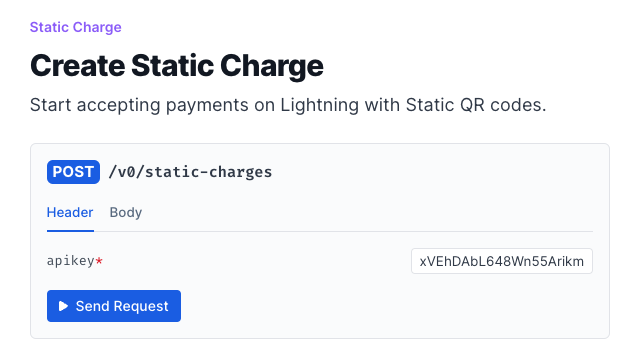 Static Charge
Create Static Charge
Start accepting payments on Lightning with Static QR codes.
POST /v0/static-charges
Header Body
apikey* xVEhDAbL648Wn55Arikm
Send Request